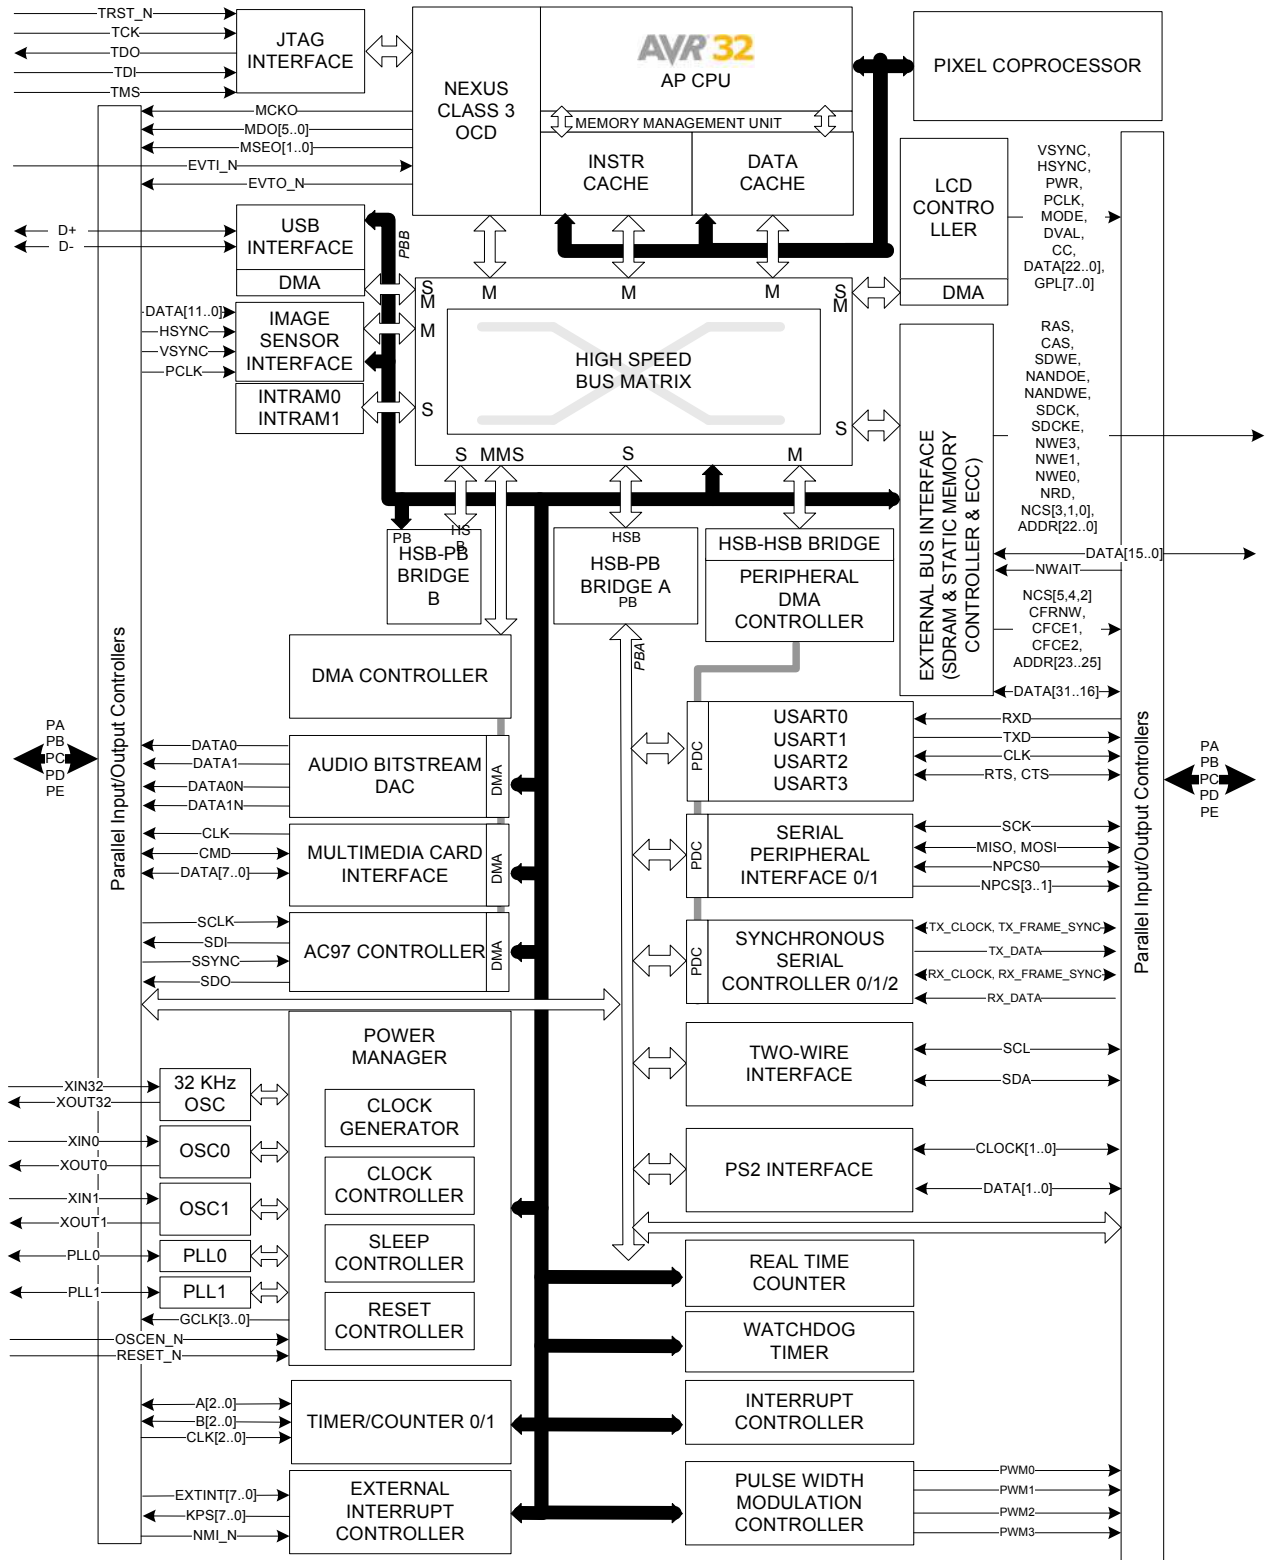 TRST_N
TCK
TDO
TDI
TMS
JTAG
INTERFACE
NEXUS
CLASS 3
OCD
AVR 32
AP CPU
MEMORY MANAGEMENT UNIT
INSTR
CACHE
DATA
CACHE
PIXEL COPROCESSOR
MCKO
MDO[5..0]
MSEO[1..0]
EVTI_N
EVTO_N
D+
D-
USB
INTERFACE
DMA
PBB
LCD
CONTRO
LLER
DMA
VSYNC,
HSYNC,
PWR,
PCLK,
MODE,
DVAL,
CC,
DATA[22..0],
GPL[7..0]
DATA[11..0]
HSYNC
VSYNC
PCLK
IMAGE
SENSOR
INTERFACE
INTRAM0
INTRAM1
S
M
M
S
M
M
M
S
M
S
HIGH SPEED
BUS MATRIX
S
MMS
S
M
EXTERNAL BUS INTERFACE
(SDRAM & STATIC MEMORY
CONTROLLER & ECC)
RAS,
CAS,
SDWE,
NANDOE,
NANDWE,
SDCK,
SDCKE,
NWE3,
NWE1,
NWE0,
NRD,
NCS[3,1,0],
ADDR[22..0]
DATA[15..0]
NWAIT
NCS[5,4,2]
CFRNW,
CFCE1,
CFCE2,
ADDR[23..25]
DATA[31..16]
PB
HS
B
HSB-PB
BRIDGE
B
HSB
HSB-PB
BRIDGE A
PB
PBA
HSB-HSB BRIDGE
PERIPHERAL
DMA
CONTROLLER
Parallel Input/Output Controllers
PA
PB
PC
PD
PE
DMA CONTROLLER
DATA0
DATA1
DATA0N
DATA1N
AUDIO BITSTREAM
DAC
DMA
CLK
CMD
DATA[7..0]
MULTIMEDIA CARD
INTERFACE
DMA
SCLK
SDI
SSYNC
SDO
AC97 CONTROLLER
DMA
PDC
USART0
USART1
USART2
USART3
RXD
TXD
CLK
RTS, CTS
PDC
SERIAL
PERIPHERAL
INTERFACE 0/1
SCK
MISO, MOSI
NPCS0
NPCS[3..1]
PDC
SYNCHRONOUS
SERIAL
CONTROLLER 0/1/2
TX_CLOCK, TX_FRAME_SYNC
TX_DATA
RX_CLOCK, RX_FRAME_SYNC
RX_DATA
Parallel Input/Output Controllers
PA
PB
PC
PD
PE
POWER
MANAGER
CLOCK
GENERATOR
CLOCK
CONTROLLER
SLEEP
CONTROLLER
RESET
CONTROLLER
XIN32
XOUT32
32 KHz
OSC
XIN0
XOUT0
OSC0
XIN1
XOUT1
OSC1
PLL0
PLL0
PLL1
PLL1
GCLK[3..0]
OSCEN_N
RESET_N
TWO-WIRE
INTERFACE
SCL
SDA
PS2 INTERFACE
CLOCK[1..0]
DATA[1..0]
REAL TIME
COUNTER
WATCHDOG
TIMER
A[2..0]
B[2..0]
CLK[2..0]
TIMER/COUNTER 0/1
INTERRUPT
CONTROLLER
EXTINT[7..0]
KPS[7..0]
NMI_N
EXTERNAL
INTERRUPT
CONTROLLER
PULSE WIDTH
MODULATION
CONTROLLER
PWM0
PWM1
PWM2
PWM3